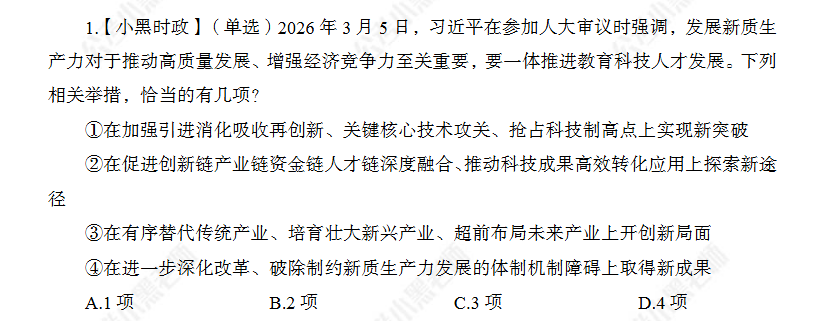 1.【小黑时政】（单选）2026 年 3 月 5 日，习近平在参加人大审议时强调，发展新质生
产力对于推动高质量发展、增强经济竞争力至关重要，要一体推进教育科技人才发展。下列
相关举措，恰当的有几项？
①在加强引进消化吸收再创新、关键核心技术攻关、抢占科技制高点上实现新突破
②在促进创新链产业链资金链人才链深度融合、推动科技成果高效转化应用上探索新途
径
③在有序替代传统产业、培育壮大新兴产业、超前布局未来产业上开创新局面
④在进一步深化改革、破除制约新质生产力发展的体制机制障碍上取得新成果
A.1 项 B.2 项 C.3 项 D.4 项